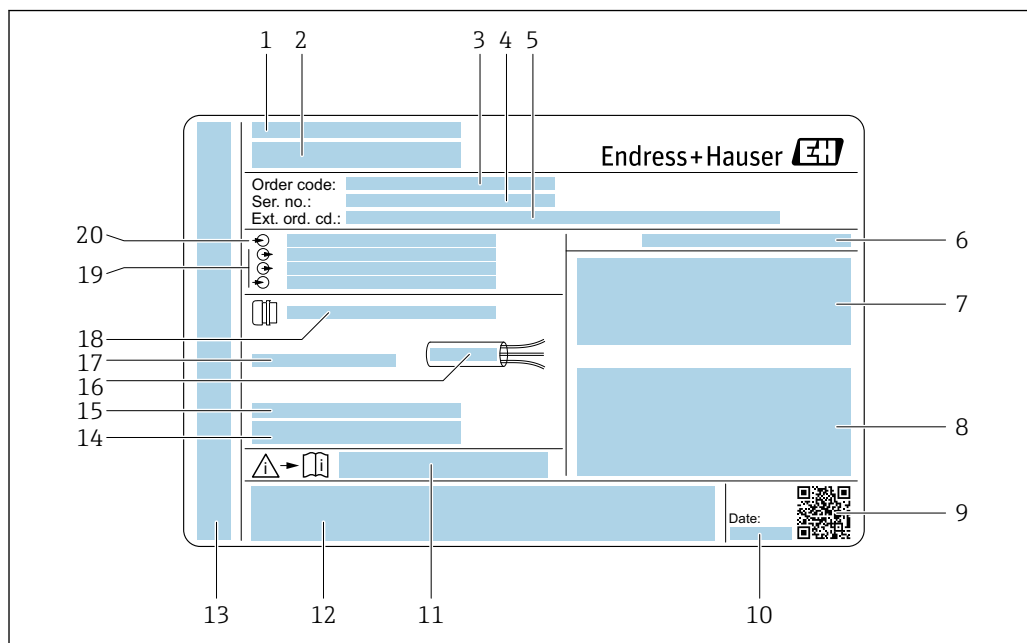 1 2 3 4 5
Endress+Hauser EH
Order code:
Ser. no.:
Ext. ord. cd.:
20
6
19
7
18
17
16
15
14
8
i i
Date:
9
13 12 11 10